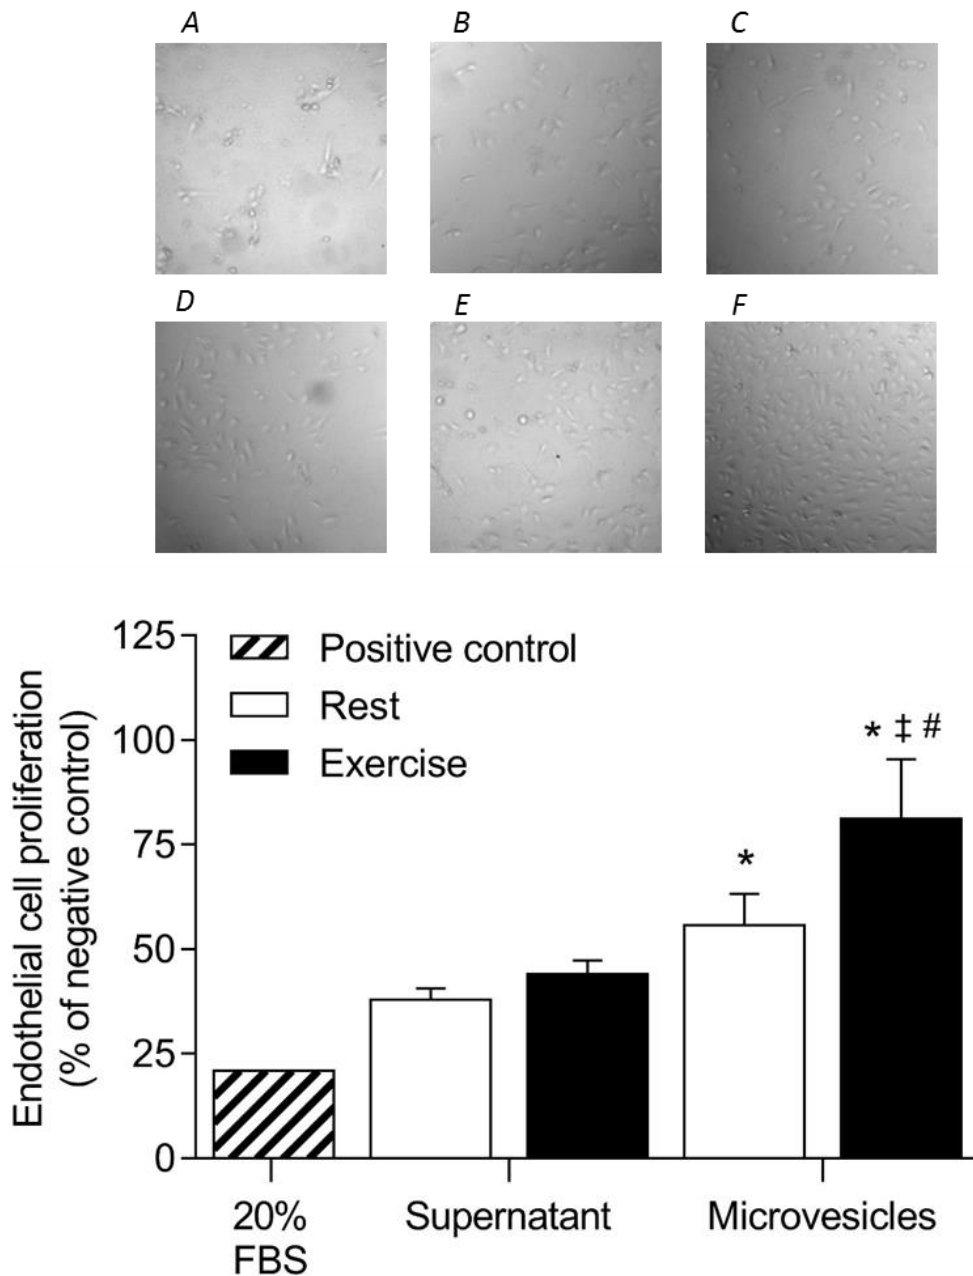 A
B
C
D
E
F
125
100
75
50
25
0
Endothelial cell proliferation
(% of negative control)
Positive control
Rest
Exercise
* ‡ #
*
20%
FBS
Supernatant
Microvesicles